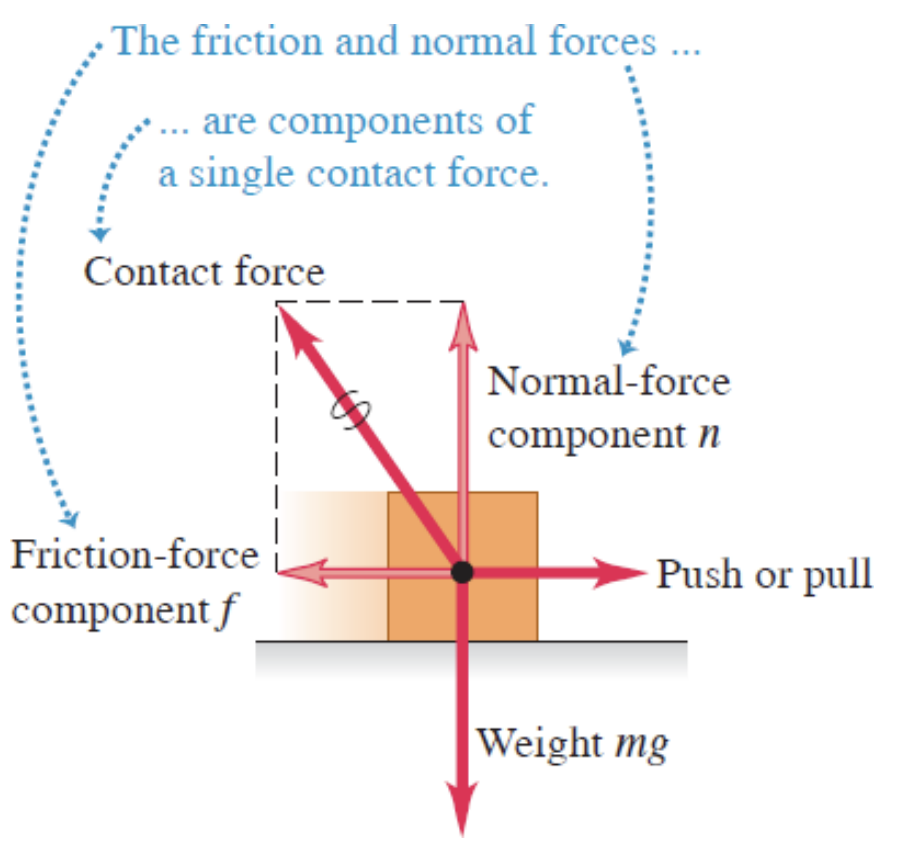 The friction and normal forces ...
... are components of
a single contact force.
Contact force
Normal-force
component n
Friction-force
component f
Push or pull
Weight mg